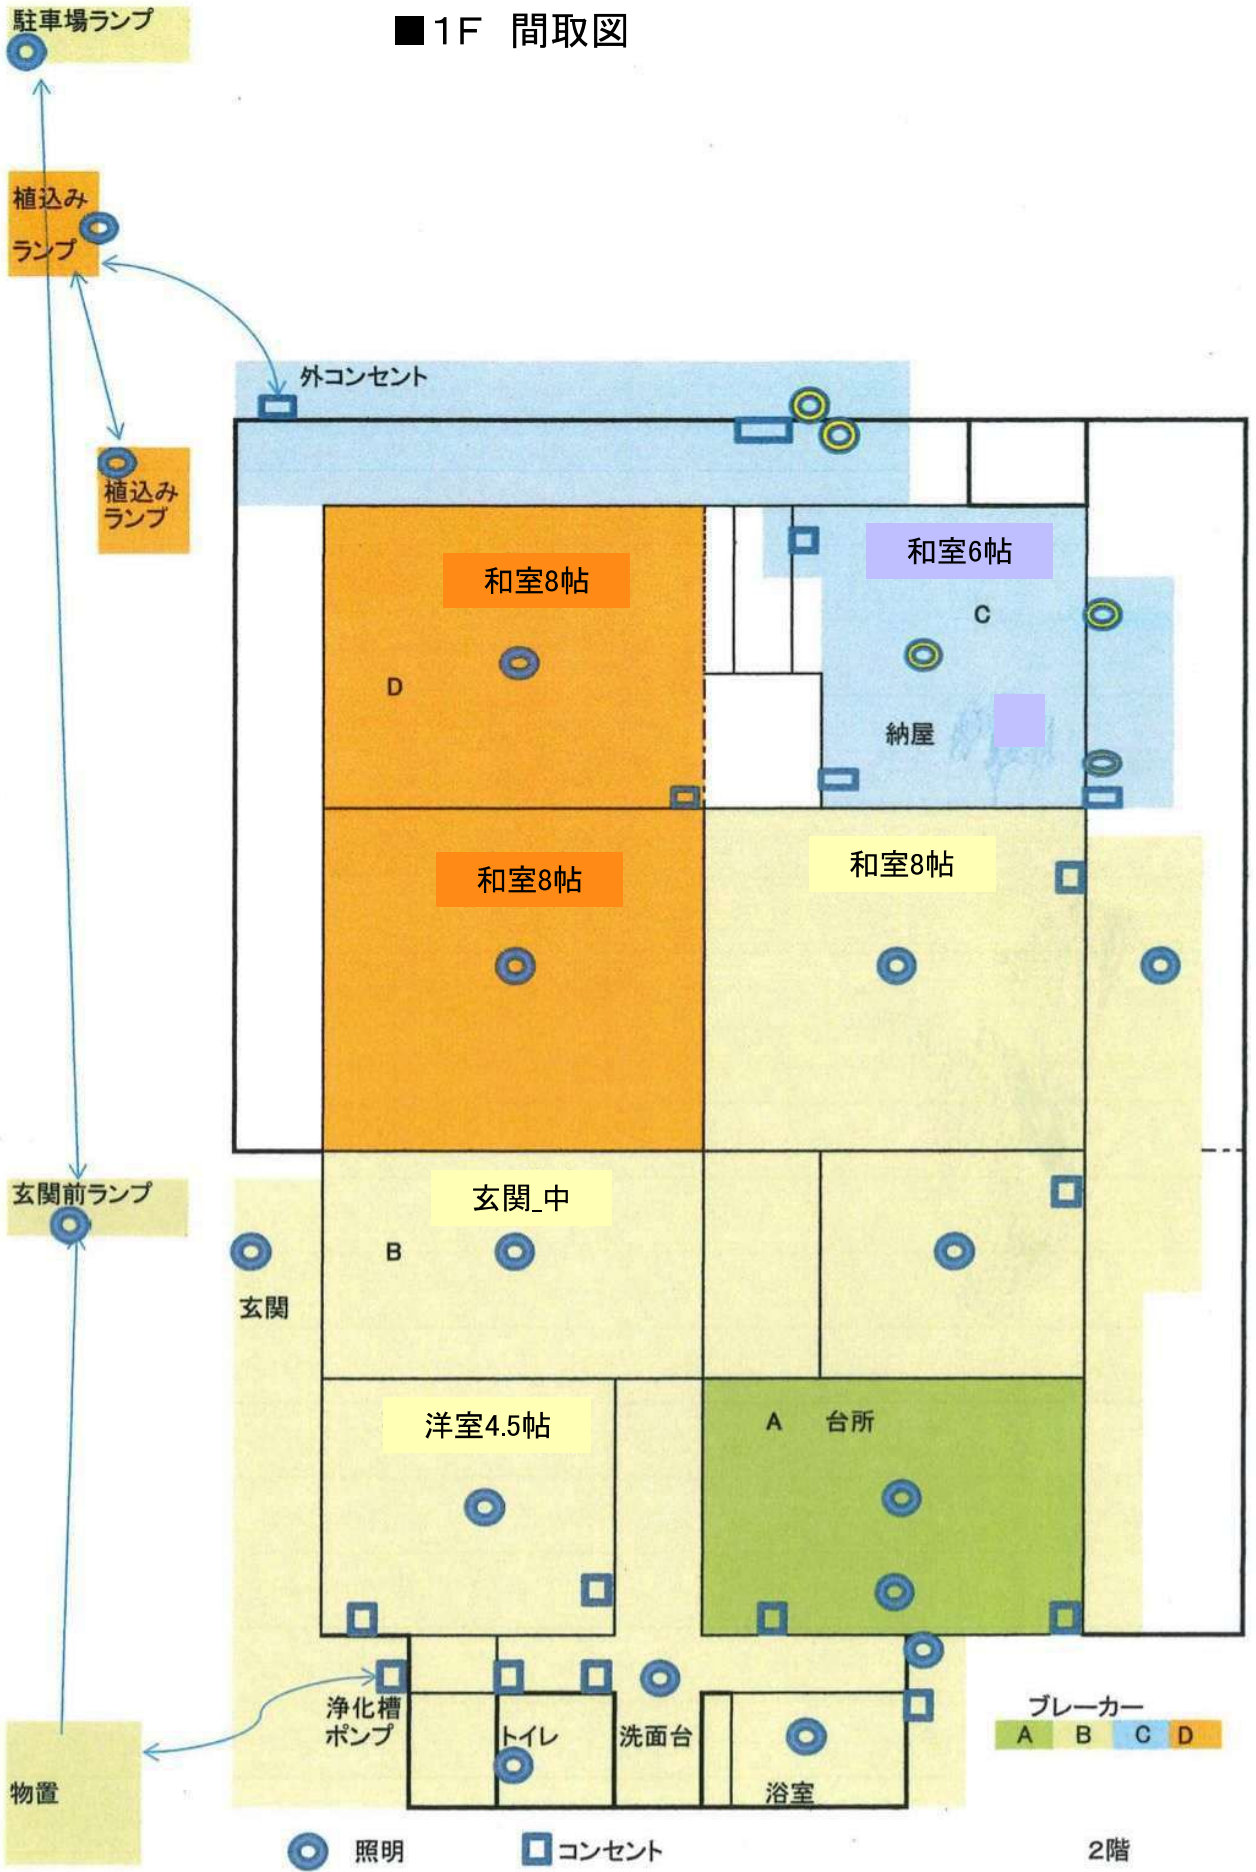 駐車場ランプ
■１Ｆ　間取図
植込み
ランプ
外コンセント
植込み
ランプ
和室8帖
和室6帖
C
D
納屋
和室8帖
和室8帖
玄関前ランプ
玄関_中
B
玄関
洋室4.5帖
A 台所
浄化槽
ポンプ
トイレ
洗面台
浴室
ブレーカー
A B C D
物置
照明
コンセント
2階